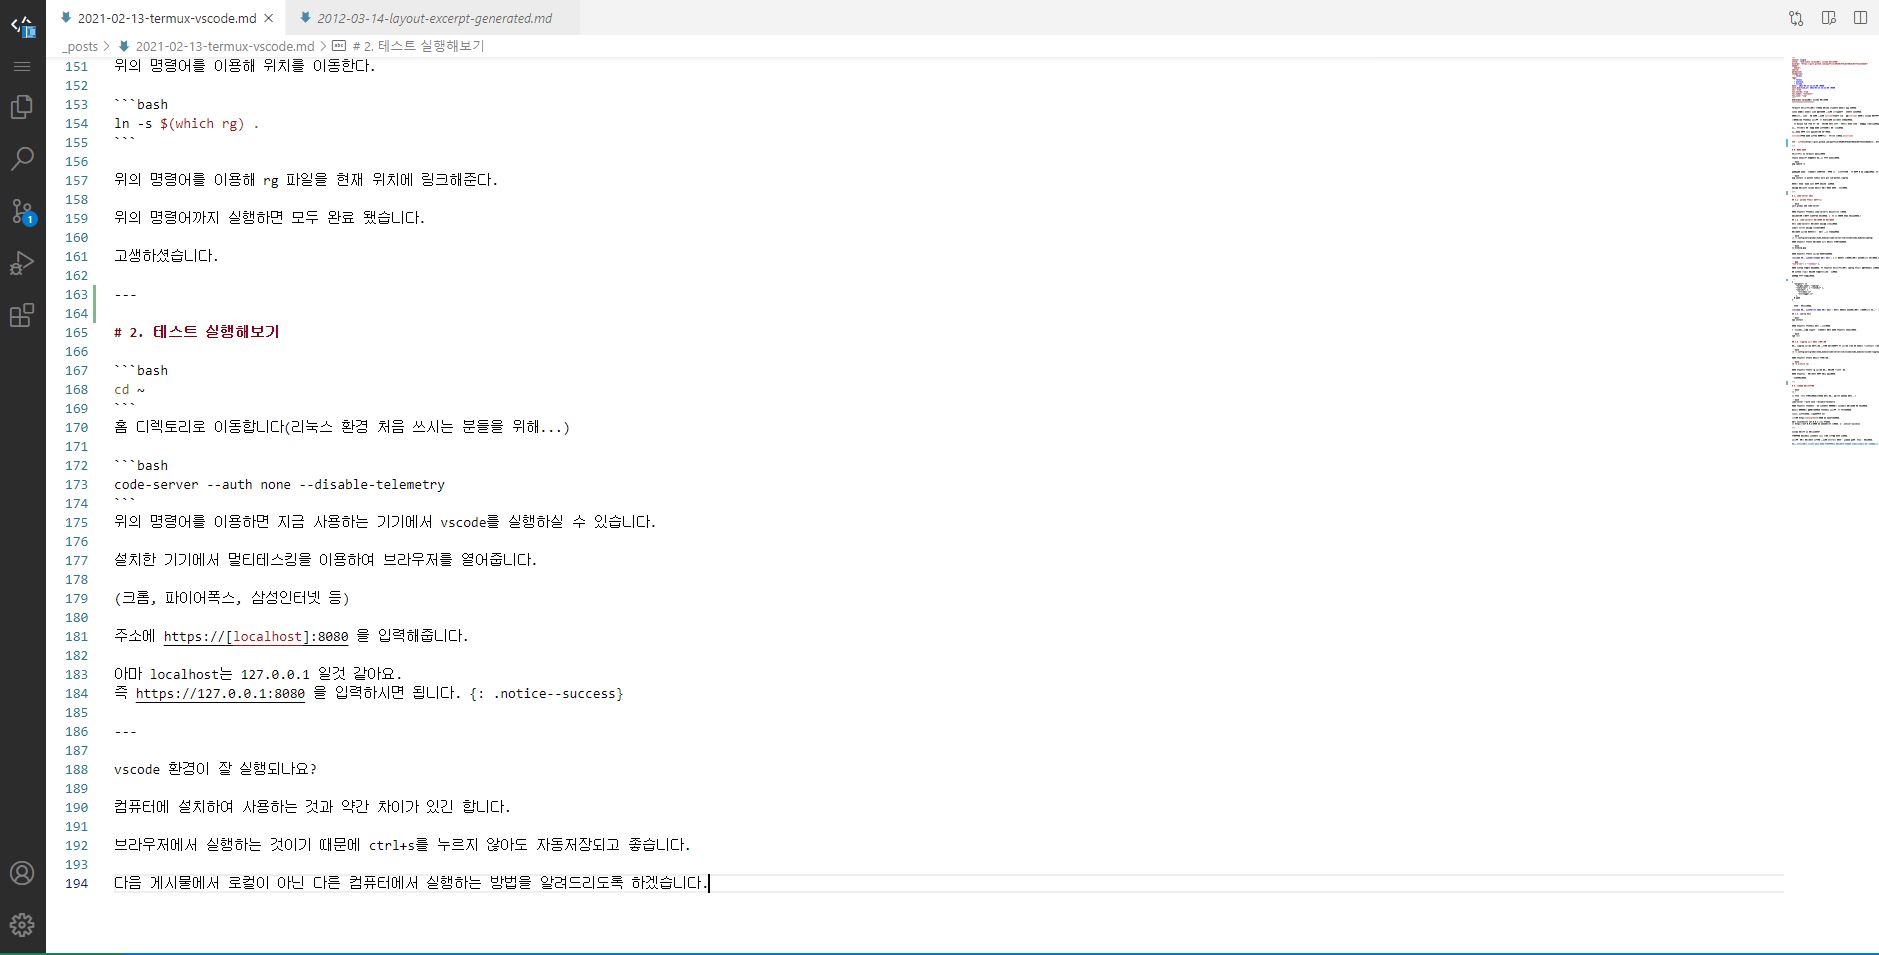 2021-02-13-termux-vscode.md
2012-03-14-layout-excerpt-generated.md
_posts > 2021-02-13-termux-vscode.md > # 2. 테스트 실행해보기
151 위의 명령어를 이용해 위치를 이동한다.
152
153 ```bash
154 ln -s $(which rg) .
155 ```
156
157 위의 명령어를 이용해 rg 파일을 현재 위치에 링크해준다.
158
159 위의 명령어까지 실행하면 모두 완료 됐습니다.
160
161 고생하셨습니다.
162
163 ---
164
165 # 2. 테스트 실행해보기
166
167 ```bash
168 cd ~
169 ```
170 홈 디렉토리로 이동합니다(리눅스 환경 처음 쓰시는 분들을 위해...)
171
172 ```bash
173 code-server --auth none --disable-telemetry
174 ```
175 위의 명령어를 이용하면 지금 사용하는 기기에서 vscode를 실행하실 수 있습니다.
176
177 설치한 기기에서 멀티테스킹을 이용하여 브라우저를 열어줍니다.
178
179 (크롬, 파이어폭스, 삼성인터넷 등)
180
181 주소에 https://[localhost]:8080 을 입력해줍니다.
182
183 아마 localhost는 127.0.0.1 일것 같아요.
184 즉 https://127.0.0.1:8080 을 입력하시면 됩니다. {: .notice--success}
185
186 ---
187
188 vscode 환경이 잘 실행되나요?
189
190 컴퓨터에 설치하여 사용하는 것과 약간 차이가 있긴 합니다.
191
192 브라우저에서 실행하는 것이기 때문에 ctrl+s를 누르지 않아도 자동저장되고 좋습니다.
193
194 다음 게시물에서 로컬이 아닌 다른 컴퓨터에서 실행하는 방법을 알려드리도록 하겠습니다.
1